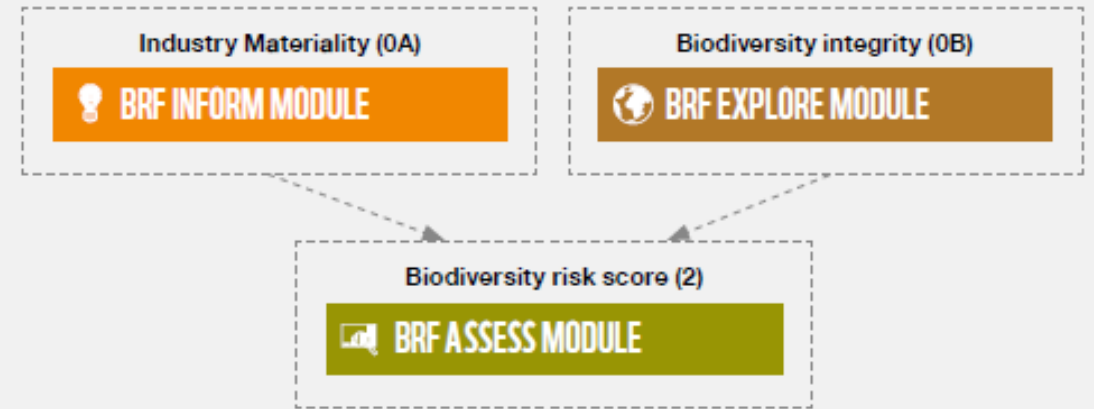 Industry Materiality (0A)
BRF INFORM MODULE
Biodiversity integrity (0B)
BRF EXPLORE MODULE
Biodiversity risk score (2)
BRF ASSESS MODULE